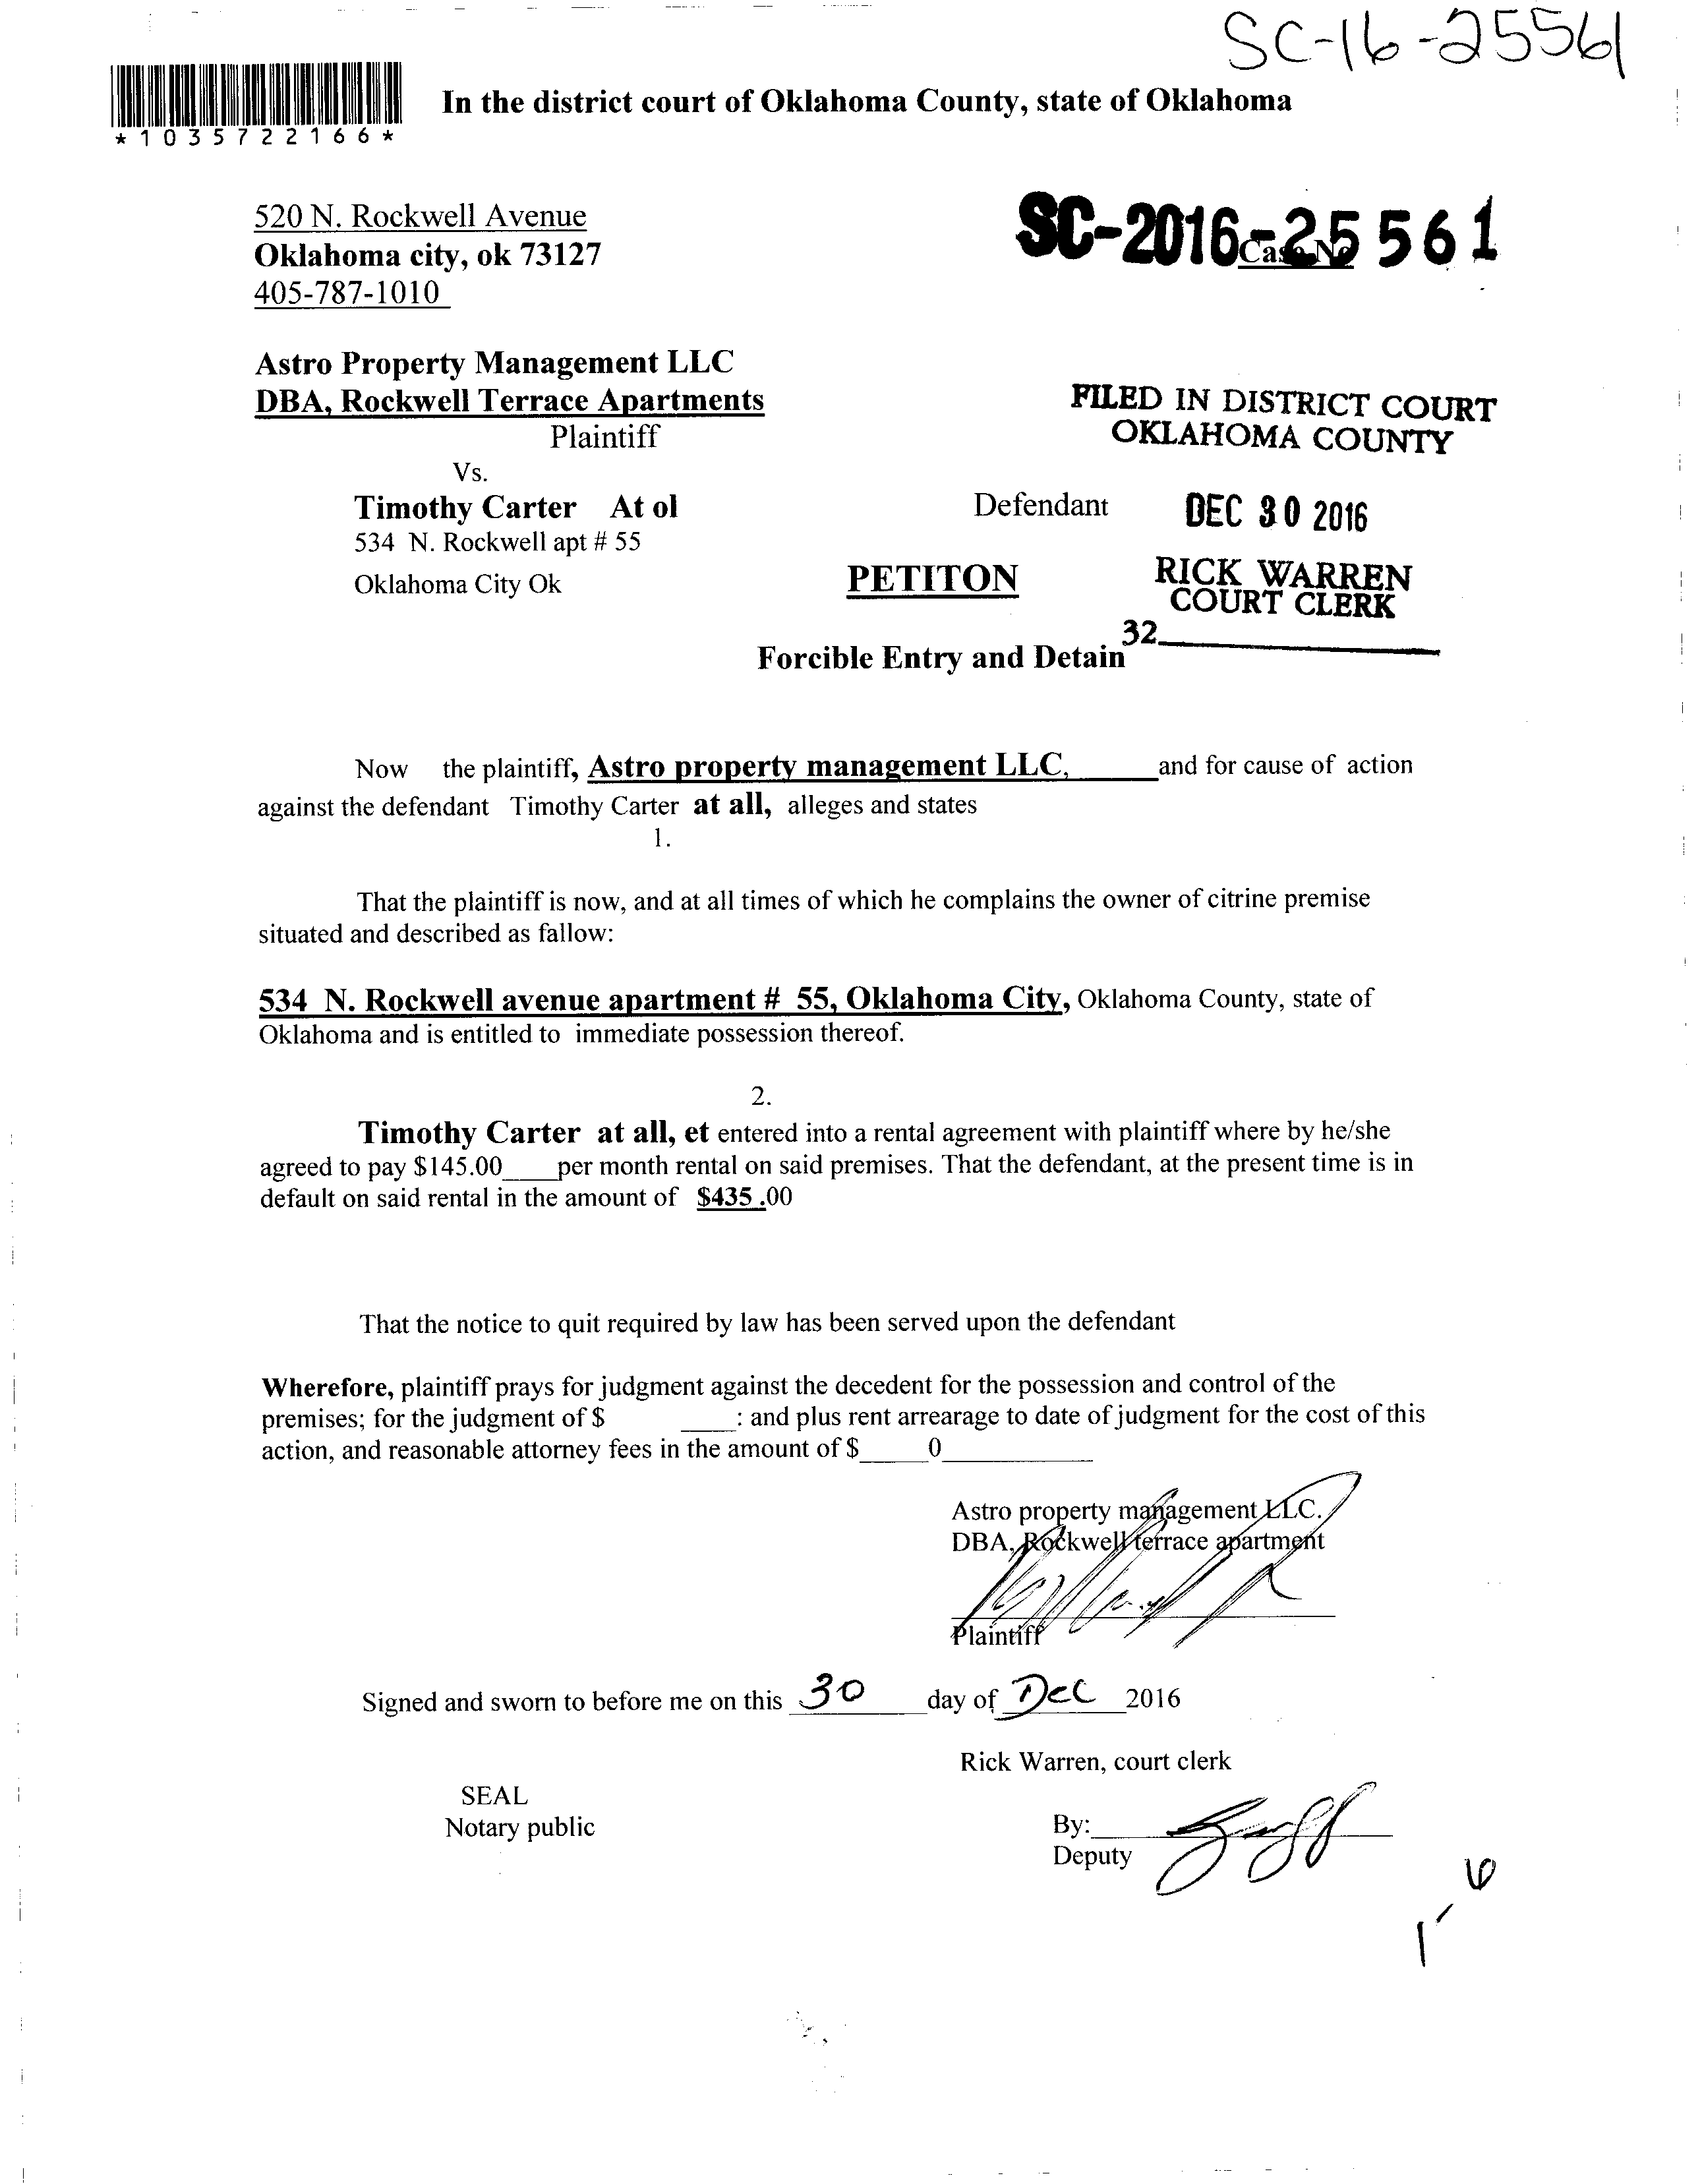 SC-16-25561
*1035722166*
In the district court of Oklahoma County, state of Oklahoma
520 N. Rockwell Avenue
Oklahoma city, ok 73127
405-787-1010
SC-2016-25561
Case No
Astro Property Management LLC
DBA, Rockwell Terrace Apartments
Plaintiff
FILED IN DISTRICT COURT
OKLAHOMA COUNTY
Vs.
Timothy Carter At ol
Defendant
DEC 30 2016
534 N. Rockwell apt # 55
Oklahoma City Ok
PETITON
RICK WARREN
COURT CLERK
32
Forcible Entry and Detain
Now the plaintiff, Astro property management LLC, and for cause of action
against the defendant Timothy Carter at all, alleges and states
1.
That the plaintiff is now, and at all times of which he complains the owner of citrine premise
situated and described as fallow:
534 N. Rockwell avenue apartment # 55, Oklahoma City, Oklahoma County, state of
Oklahoma and is entitled to immediate possession thereof.
2.
Timothy Carter at all, et entered into a rental agreement with plaintiff where by he/she
agreed to pay $145.00____per month rental on said premises. That the defendant, at the present time is in
default on said rental in the amount of $435 .00
That the notice to quit required by law has been served upon the defendant
Wherefore, plaintiff prays for judgment against the decedent for the possession and control of the
premises; for the judgment of $ ____: and plus rent arrearage to date of judgment for the cost of this
action, and reasonable attorney fees in the amount of $_____0___________
Astro property management LLC.
DBA, Rockwell terrace apartment
Plaintiff
Signed and sworn to before me on this 30 day of Dec 2016
Rick Warren, court clerk
SEAL
Notary public
By:
Deputy